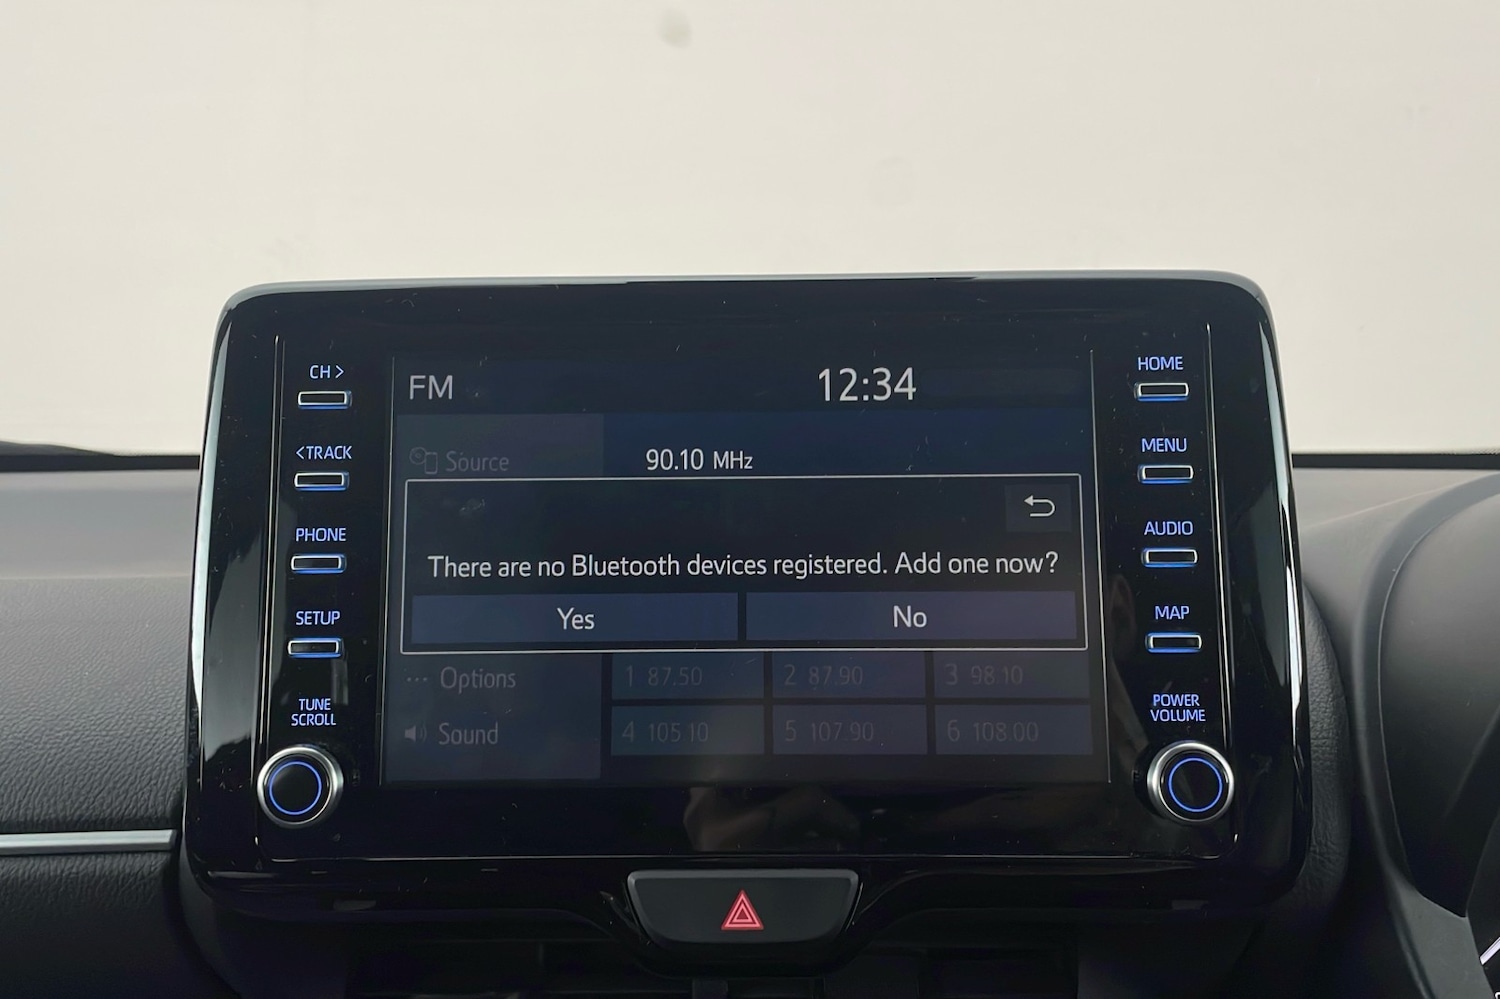 CH >
<TRACK
PHONE
SETUP
TUNE
SCROLL
FM
12:34
Source
90.10 MHz
There are no Bluetooth devices registered. Add one now?
Yes
No
Options
1 87.50
2 87.90
3 98.10
Sound
4 105.10
5 107.90
6 108.00
HOME
MENU
AUDIO
MAP
POWER
VOLUME